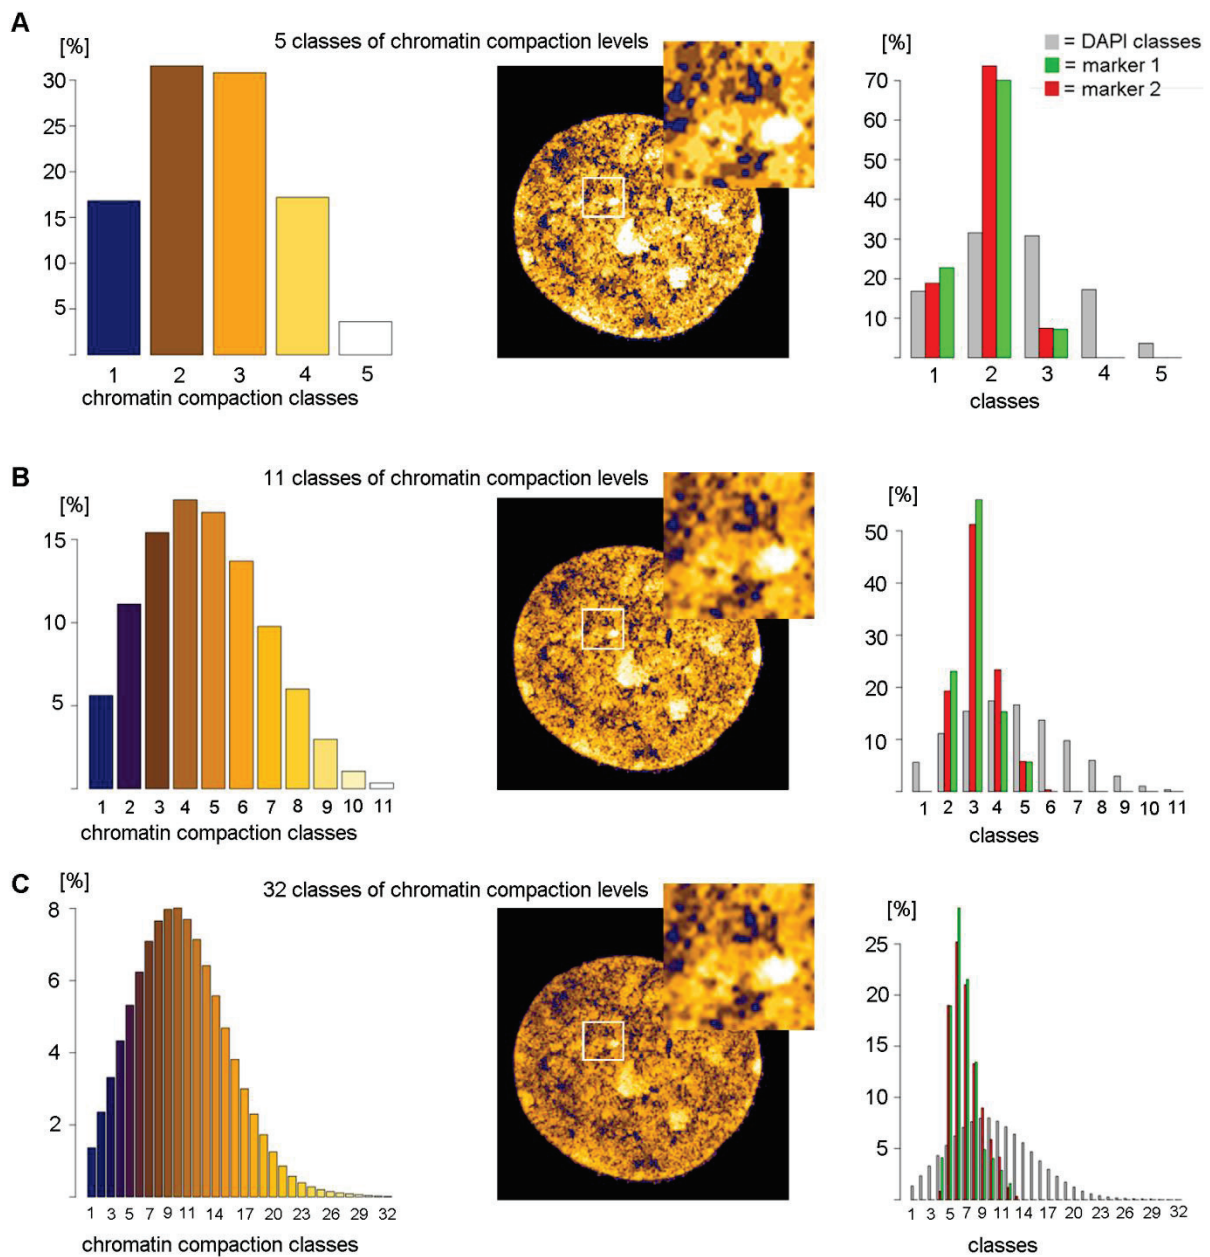 A
[%]
5 classes of chromatin compaction levels
30
25
20
15
10
5
1 2 3 4 5
chromatin compaction classes
= DAPI classes
= marker 1
= marker 2
[%]
70
60
50
40
30
20
10
1 2 3 4 5
classes
B
[%]
11 classes of chromatin compaction levels
15
10
5
1 2 3 4 5 6 7 8 9 10 11
chromatin compaction classes
[%]
50
40
30
20
10
1 2 3 4 5 6 7 8 9 10 11
classes
C
[%]
32 classes of chromatin compaction levels
8
6
4
2
1 3 5 7 9 11 14 17 20 23 26 29 32
chromatin compaction classes
[%]
25
20
15
10
5
1 3 5 7 9 11 14 17 20 23 26 29 32
classes